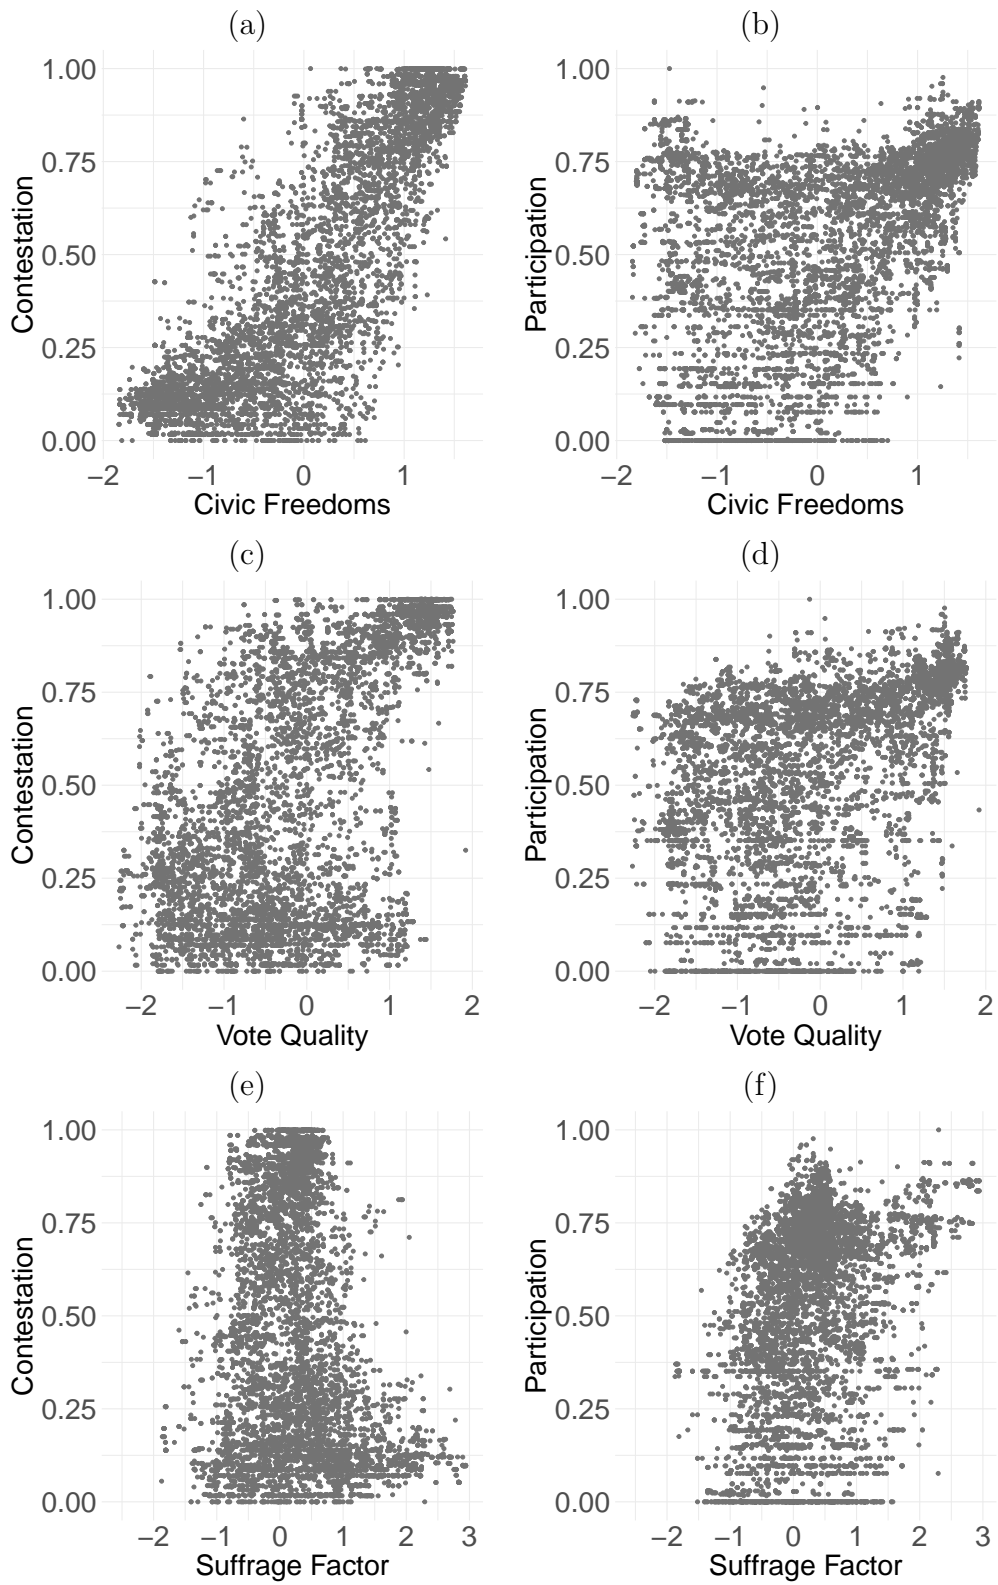 (a)
Contestation
1.00
0.75
0.50
0.25
0.00
−2 −1 0 1
Civic Freedoms
(b)
Participation
1.00
0.75
0.50
0.25
0.00
−2 −1 0 1
Civic Freedoms
(c)
Contestation
1.00
0.75
0.50
0.25
0.00
−2 −1 0 1 2
Vote Quality
(d)
Participation
1.00
0.75
0.50
0.25
0.00
−2 −1 0 1 2
Vote Quality
(e)
Contestation
1.00
0.75
0.50
0.25
0.00
−2 −1 0 1 2 3
Suffrage Factor
(f)
Participation
1.00
0.75
0.50
0.25
0.00
−2 −1 0 1 2 3
Suffrage Factor